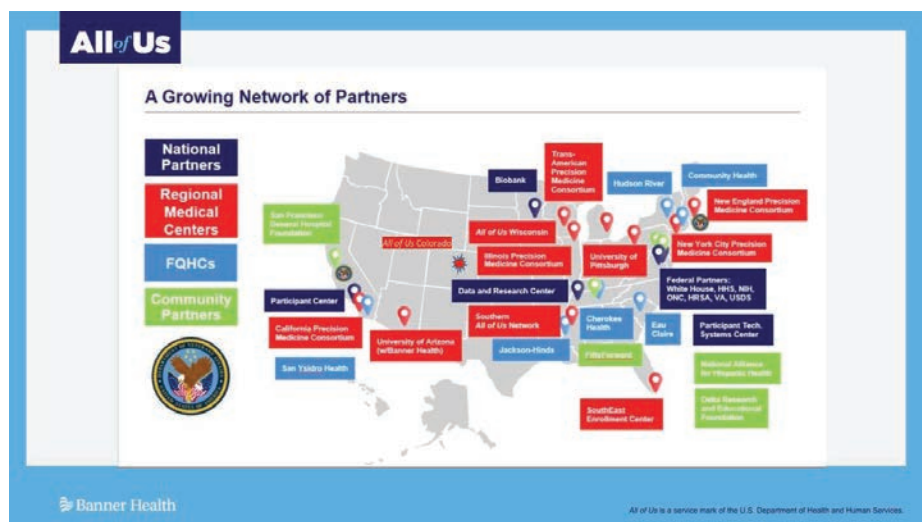 All of Us
A Growing Network of Partners
National
Partners
Regional
Medical
Centers
FQHCs
Community
Partners
San Francisco
General Hospital
Foundation
All of Us Colorado
Biobank
Trans-
American
Precision
Medicine
Consortium
Hudson River
Community Health
New England Precision
Medicine Consortium
All of Us Wisconsin
Illinois Precision
Medicine Consortium
University of
Pittsburgh
New York City Precision
Medicine Consortium
Participant Center
Data and Research Center
Federal Partners:
White House, HHS, NIH,
ONC, HRSA, VA, USDS
California Precision
Medicine Consortium
University of Arizona
(w/Banner Health)
Southern
All of Us Network
Cherokee
Health
Eau
Claire
Participant Tech.
Systems Center
San Ysidro Health
Jackson-Hinds
FiftyForward
National Alliance
for Hispanic Health
SouthEast
Enrollment Center
Delta Research
and Educational
Foundation
Banner Health
All of Us is a service mark of the U.S. Department of Health and Human Services.